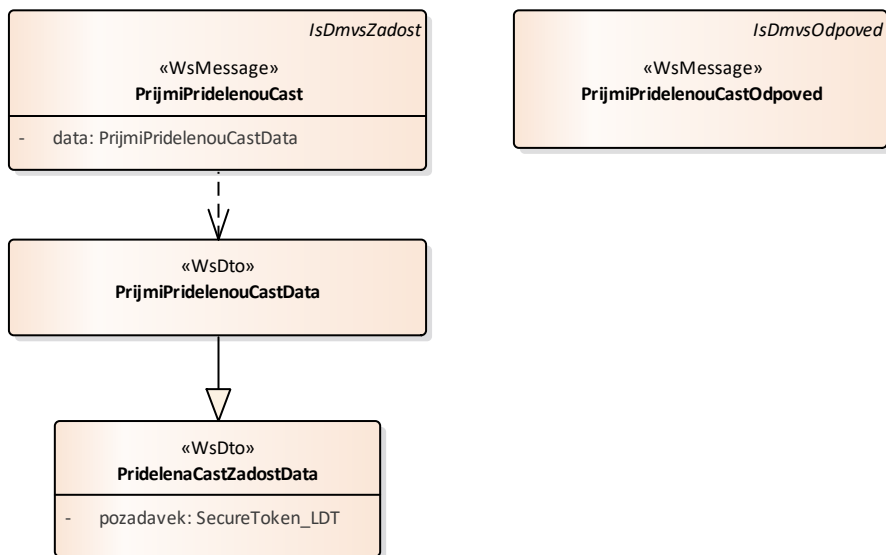 IsDmvsZadost
«WsMessage»
PrijmiPridelenouCast
- data: PrijmiPridelenouCastData
IsDmvsOdpoved
«WsMessage»
PrijmiPridelenouCastOdpoved
«WsDto»
PrijmiPridelenouCastData
«WsDto»
PridelenaCastZadostData
- pozadavek: SecureToken_LDT